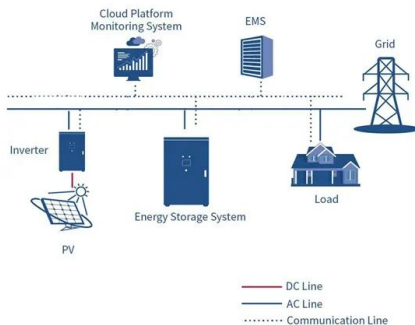 Cloud Platform
Monitoring System
EMS
Grid
Inverter
Energy Storage System
Load
PV
DC Line
AC Line
Communication Line